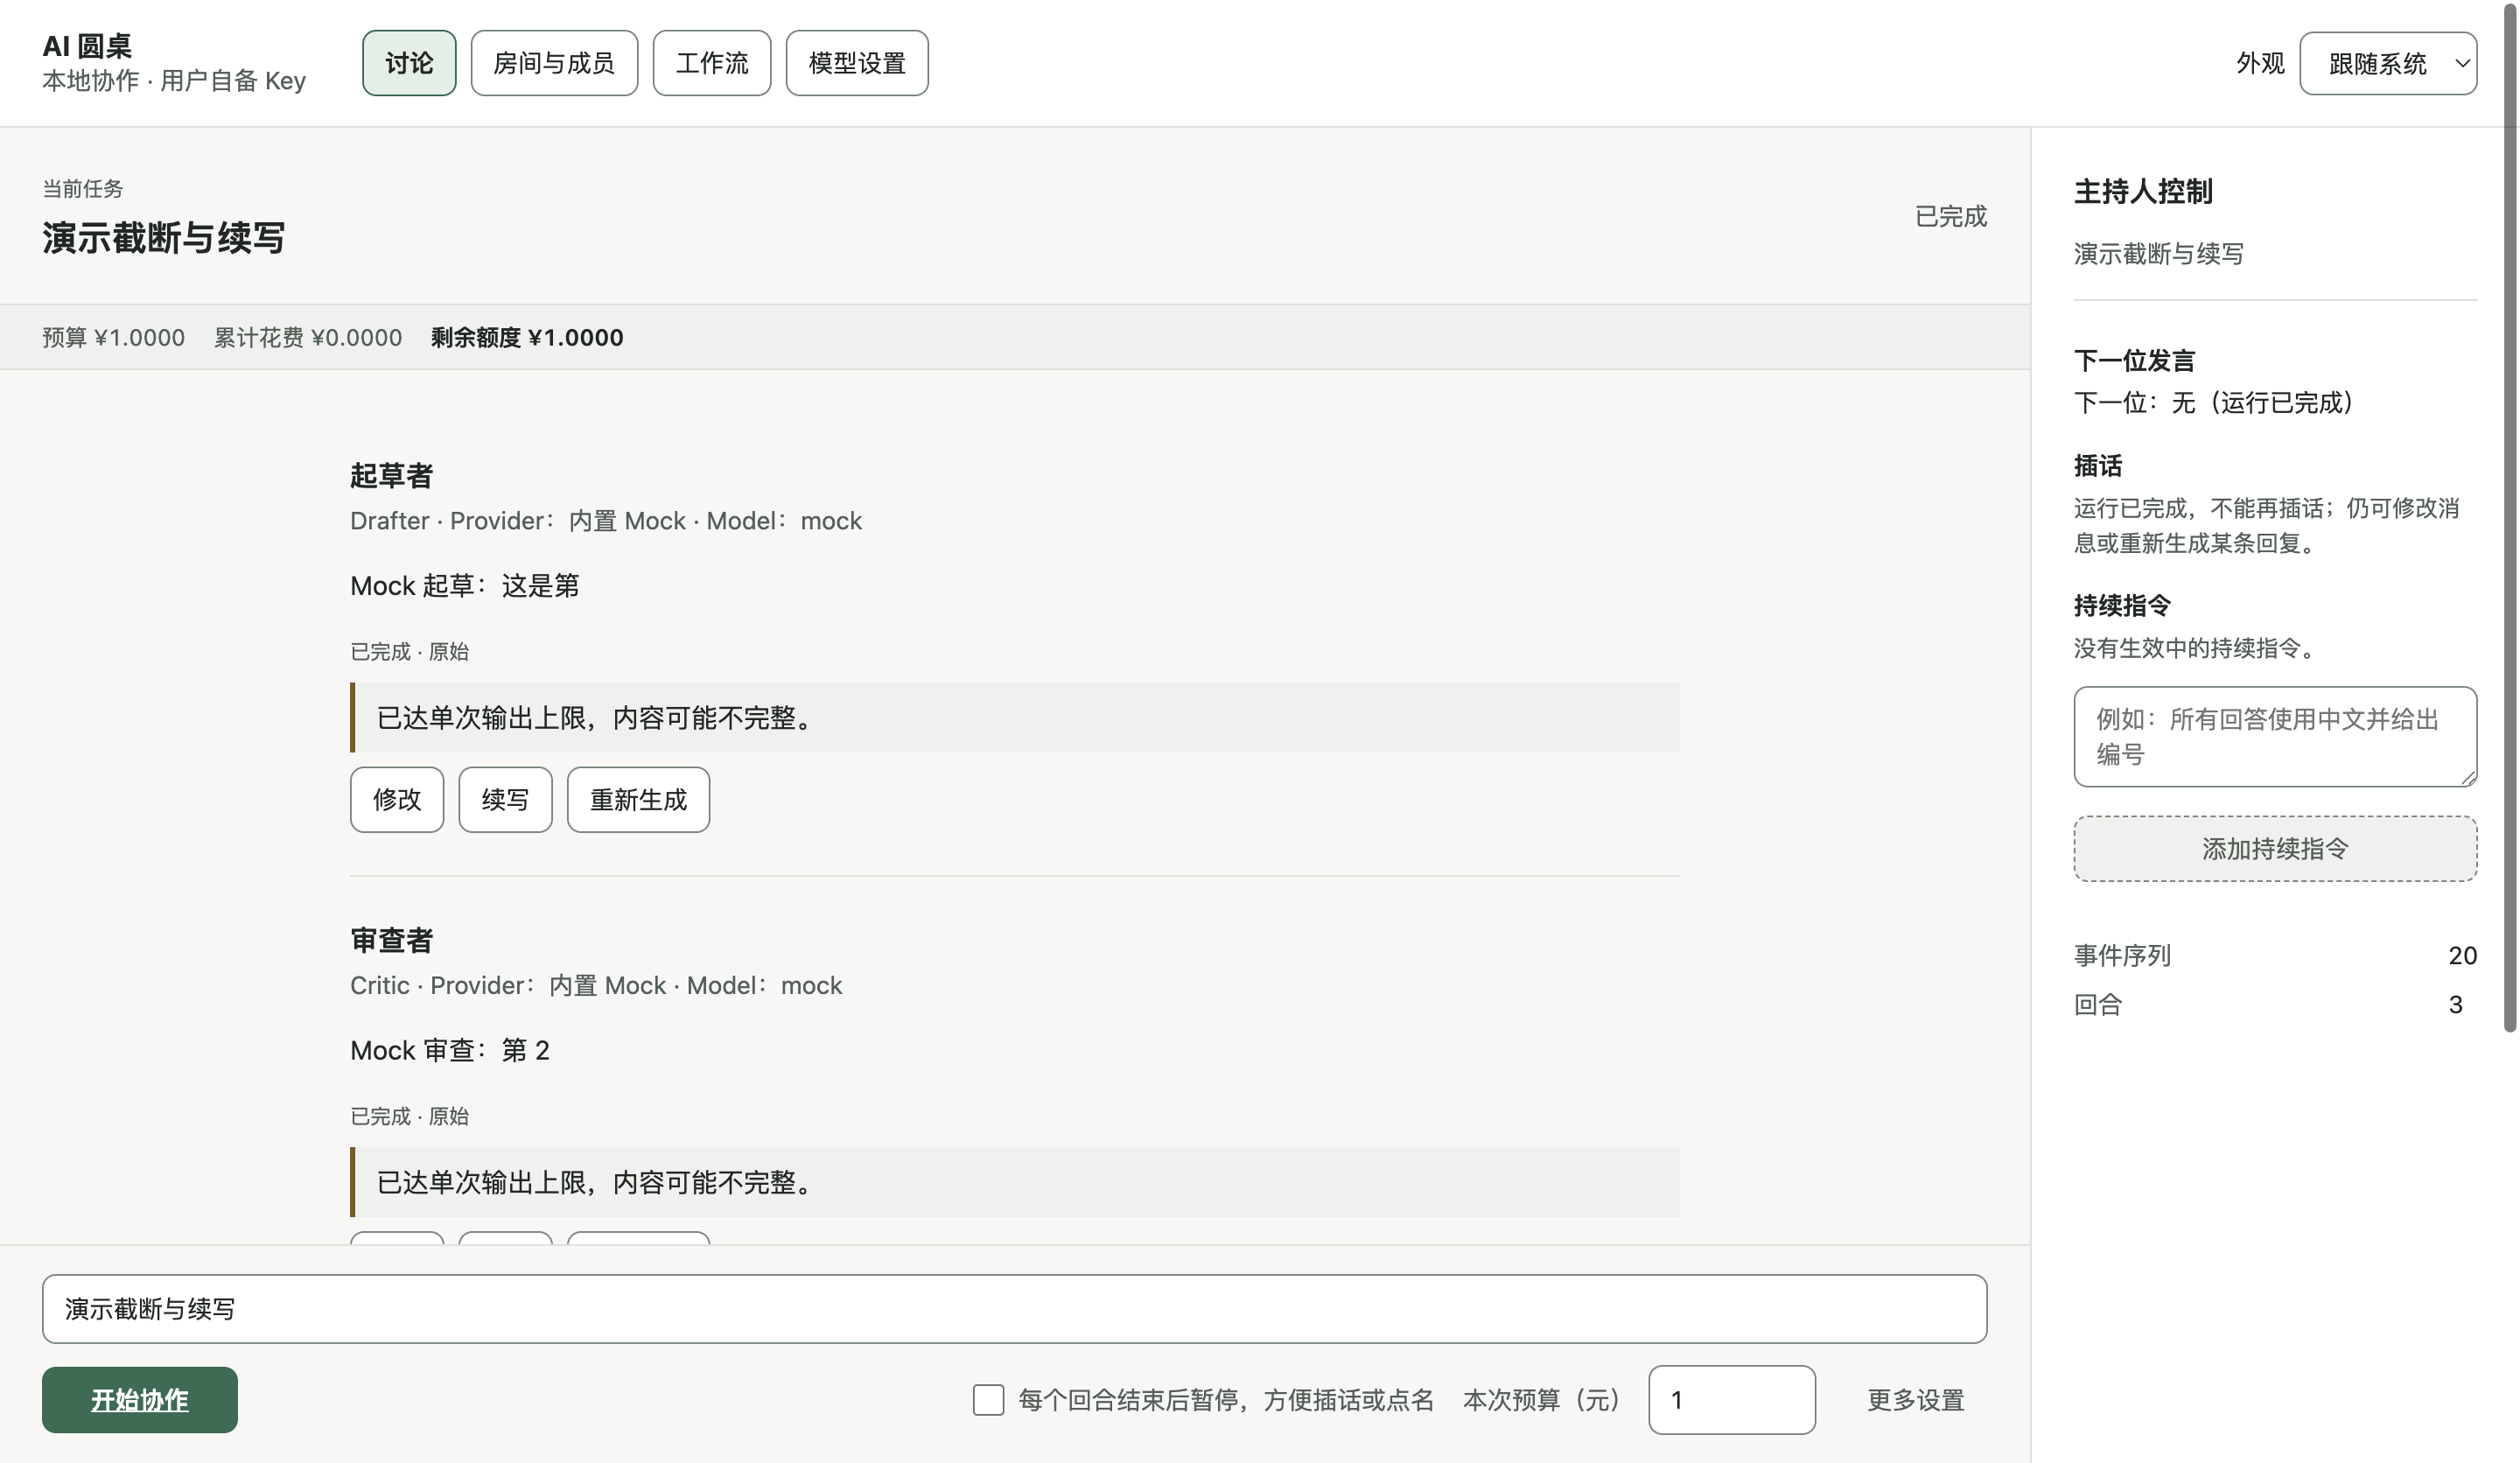 AI 圆桌
本地协作 · 用户自备 Key
讨论
房间与成员
工作流
模型设置
外观
跟随系统
当前任务
演示截断与续写
已完成
预算 ¥1.0000
累计花费 ¥0.0000
剩余额度 ¥1.0000
起草者
Drafter · Provider：内置 Mock · Model：mock
Mock 起草：这是第
已完成 · 原始
已达单次输出上限，内容可能不完整。
修改
续写
重新生成
审查者
Critic · Provider：内置 Mock · Model：mock
Mock 审查：第 2
已完成 · 原始
已达单次输出上限，内容可能不完整。
演示截断与续写
开始协作
每个回合结束后暂停，方便插话或点名
本次预算（元）
1
更多设置
主持人控制
演示截断与续写
下一位发言
下一位：无（运行已完成）
插话
运行已完成，不能再插话；仍可修改消
息或重新生成某条回复。
持续指令
没有生效中的持续指令。
例如：所有回答使用中文并给出
编号
添加持续指令
事件序列 20
回合 3